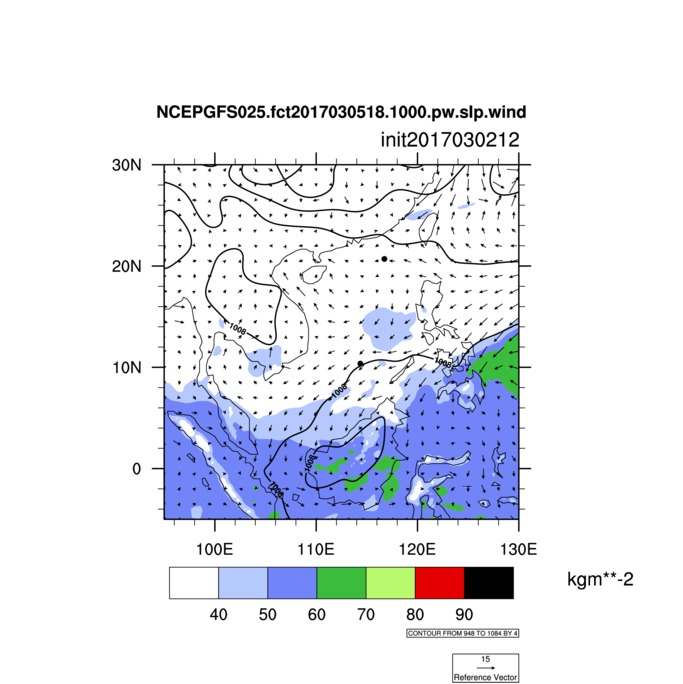 NCEPGFS025.fct2017030518.1000.pw.slp.wind
init2017030212
30N
20N
1008
10N
1008
1008
1008
0
1008
100E 110E 120E 130E
kgm**-2
40 50 60 70 80 90
CONTOUR FROM 948 TO 1084 BY 4
15
Reference Vector